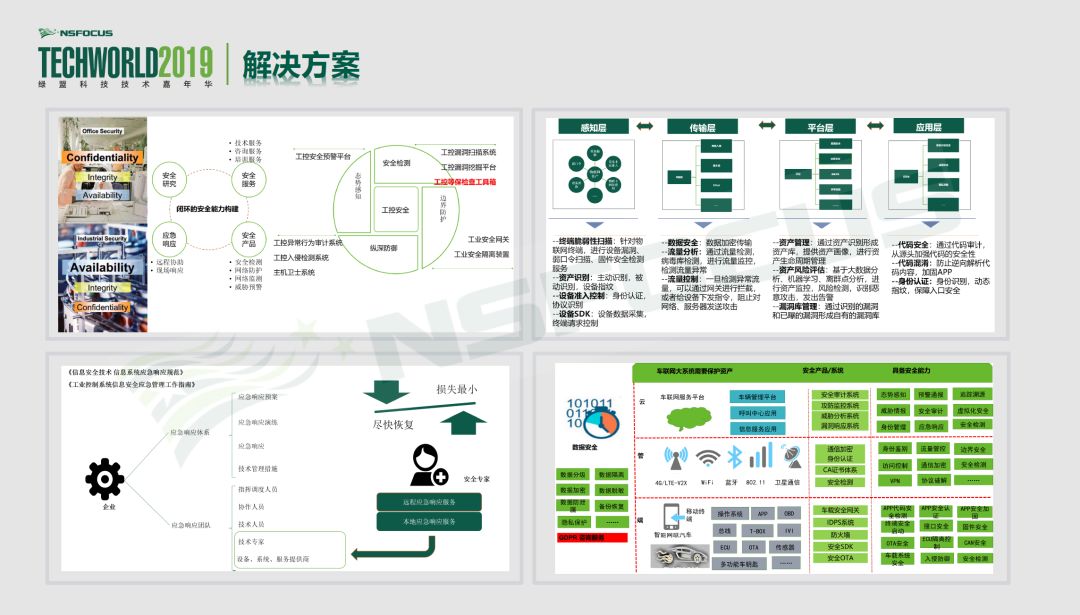 NSFOCUS
TECHWORLD2019
绿盟科技技术嘉年华
解决方案
Office Security
Confidentiality
Integrity
Availability
Industrial Security
Availability
Integrity
Confidentiality
技术服务
咨询服务
培训服务
安全研究
安全服务
闭环的安全能力构建
应急响应
安全产品
远程协助
现场响应
安全检测
网络防护
网络监测
威胁预警
工控安全预警平台
工控漏洞扫描系统
工控漏洞挖掘平台
工控等保检查工具箱
安全检测
态势感知
工控安全
边界防护
纵深防御
工控异常行为审计系统
工控入侵检测系统
主机卫士系统
工业安全网关
工业安全隔离装置
感知层
传输层
平台层
应用层
--终端脆弱性扫描：针对物
联网终端，进行设备漏洞、
弱口令扫描、固件安全检测
服务
--资产识别：主动识别，被
动识别，设备指纹
--设备准入控制：身份认证，
协议识别
--设备SDK：设备数据采集，
终端请求控制
--数据安全：数据加密传输
--流量分析：通过流量检测，
病毒库检测，进行流量监控，
检测流量异常
--流量控制：一旦检测异常流
量，可以通过网关进行拦截，
或者给设备下发指令，阻止对
网络、服务器发送攻击
--资产管理：通过资产识别形成
资产库，提供资产画像，进行资
产生命周期管理
--资产风险评估：基于大数据分
析、机器学习，离群点分析，进
行资产监控，风险检测，识别恶
意攻击，发出告警
--漏洞库管理：通过识别的漏洞
和已曝的漏洞形成自有的漏洞库
--代码安全：通过代码审计，
从源头加强代码的安全性
--代码混淆：防止逆向解析代
码内容，加固APP
--身份认证：身份识别，动态
指纹，保障入口安全
NSFOCUS
《信息安全技术 信息系统应急响应规范》
《工业控制系统信息安全应急管理工作指南》
企业
应急响应体系
应急响应预案
应急响应演练
应急响应
技术管理措施
应急响应团队
指挥调度人员
协作人员
技术人员
技术专家
设备、系统、服务提供商
损失最小
尽快恢复
安全专家
远程应急响应服务
本地应急响应服务
车联网大系统需要保护资产
安全产品/系统
具备安全能力
数据安全
数据分级
数据隔离
数据加密
数据脱敏
数据防泄漏
备份恢复
隐私保护
……
GDPR 咨询服务
云
车联网服务平台
车辆管理平台
呼叫中心应用
信息服务应用
安全审计系统
攻防监控系统
威胁分析系统
漏洞响应系统
态势感知
预警通报
追踪溯源
威胁情报
安全审计
虚拟化安全
身份管理
应急响应
安全检测
管
4G/LTE-V2X
WiFi
蓝牙
802.11
卫星通信
通信加密
身份认证
CA证书体系
安全检测
身份鉴别
流量管控
边界安全
访问控制
通信加密
安全检测
VPN
协议破解
……
端
移动终端
智能网联汽车
操作系统
APP
OBD
总线
T-BOX
IVI
ECU
OTA
传感器
多功能车钥匙
……
车载安全网关
IDPS系统
防火墙
安全SDK
安全OTA
APP代码安全检测
APP安全认证
APP安全加固
终端安全启动
接口安全
固件安全
OTA安全
ECU隔离控制
CAN安全
车载系统安全
入侵防御
安全检测